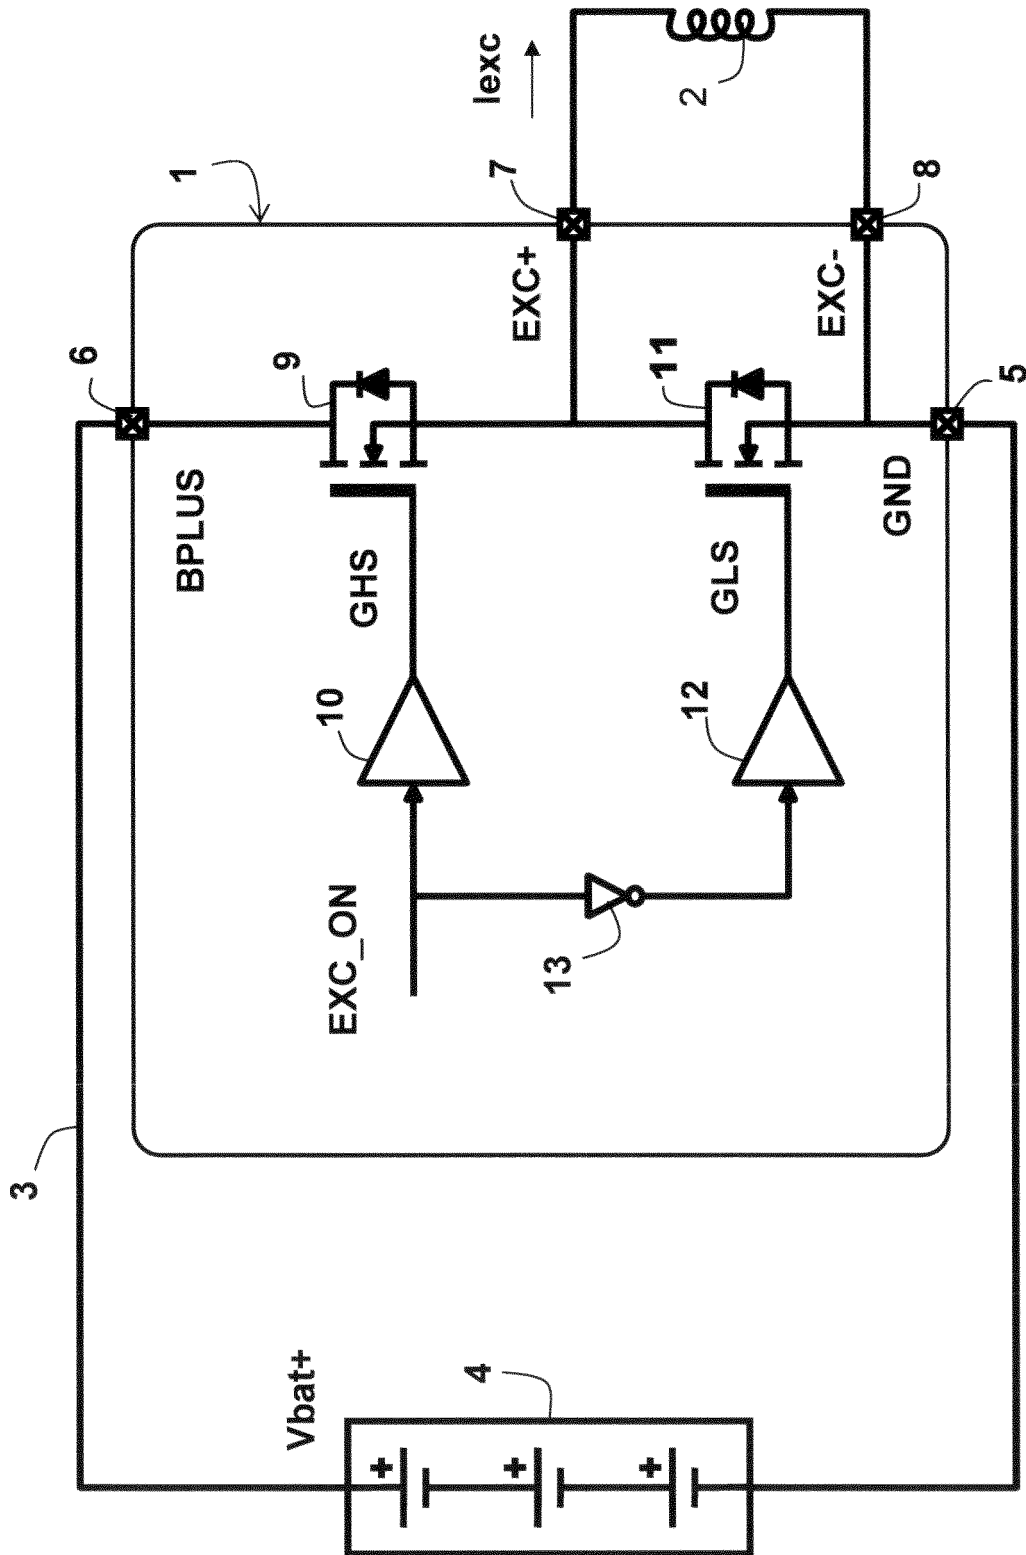 3
Vbat+
4
+
+
+
6
BPLUS
1
9
GHS
10
EXC_ON
13
12
GLS
11
EXC+
7
Iexc
2
EXC-
8
GND
5